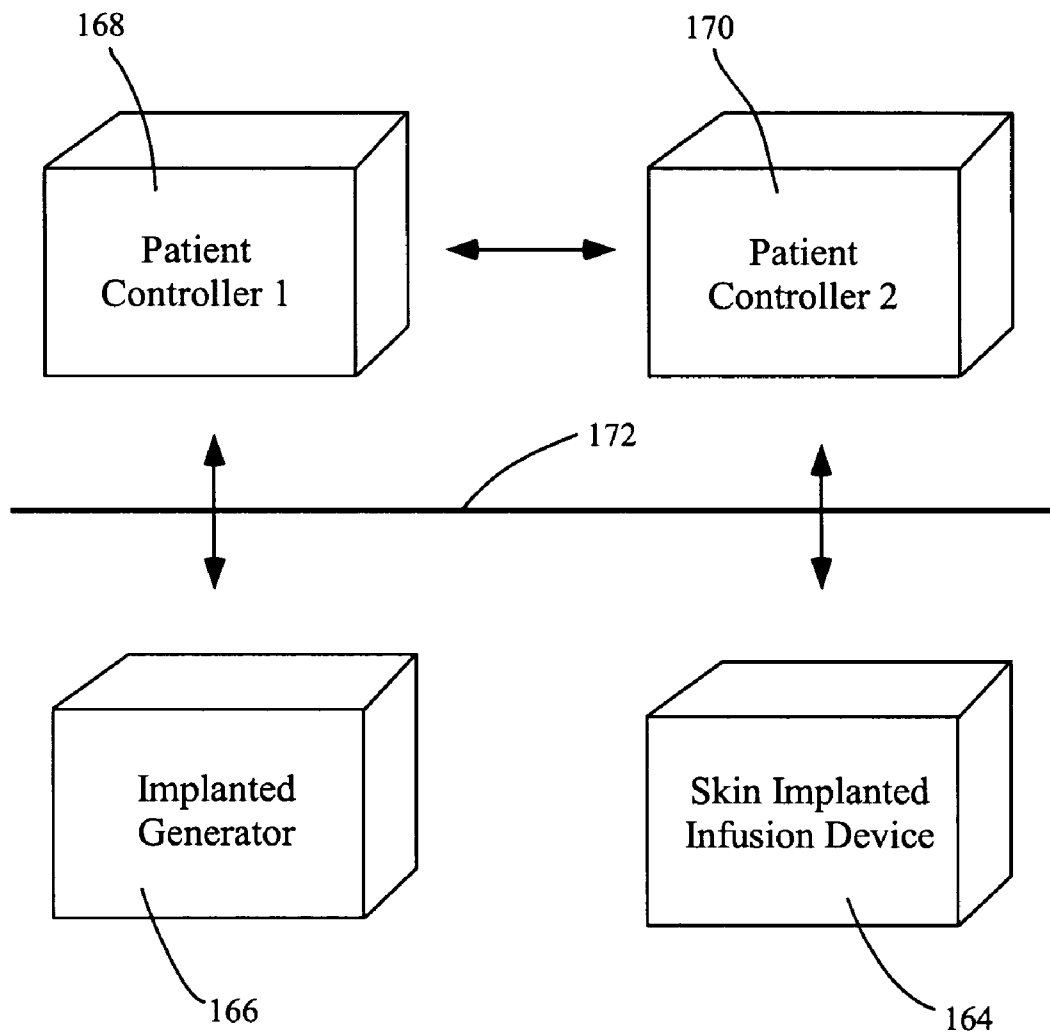 168
170
Patient
Controller 1
Patient
Controller 2
172
Implanted
Generator
Skin Implanted
Infusion Device
166
164